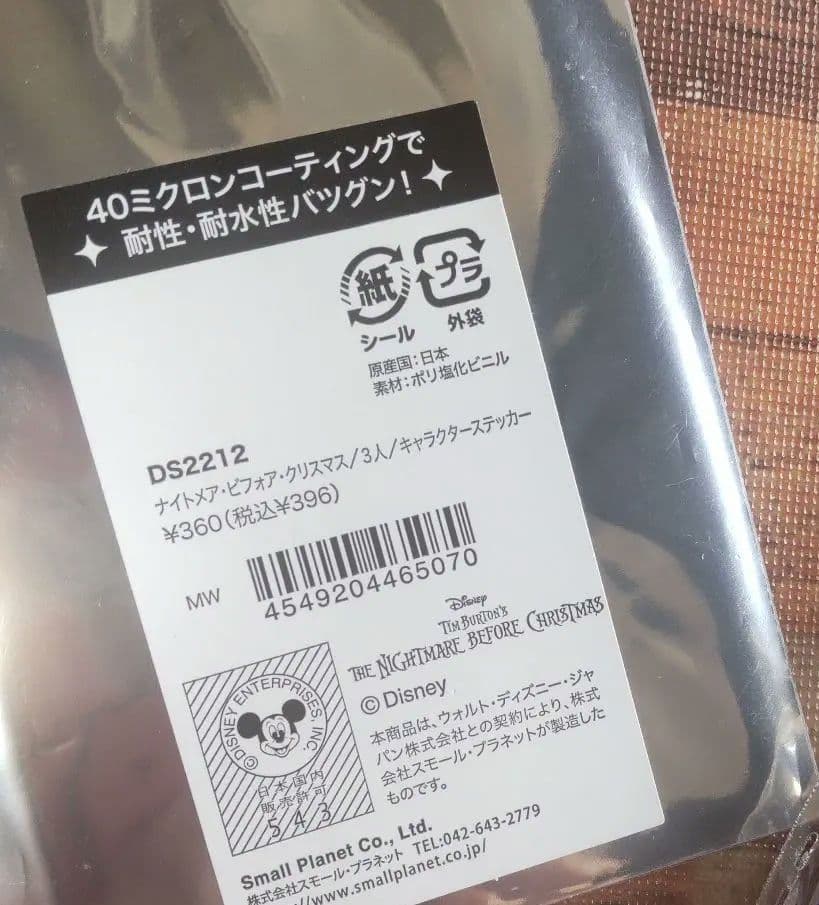 40ミクロンコーティングで
耐性・耐水性バツグン！
紙
プラ
シール
外袋
原産国：日本
素材：ポリ塩化ビニル
DS2212
ナイトメア・ビフォア・クリスマス/3人/キャラクターステッカー
¥360(税込¥396)
MW
4549204465070
Disney
TIM BURTON'S
THE NIGHTMARE BEFORE CHRISTMAS
©Disney
本商品は、ウォルト・ディズニー・ジャ
パン株式会社との契約により、株式
会社スモール・プラネットが製造した
ものです。
©DISNEY ENTERPRISES, INC.
日本国内
販売許可
543
Small Planet Co., Ltd.
株式会社スモール・プラネット TEL:042-643-2779
http://www.smallplanet.co.jp/